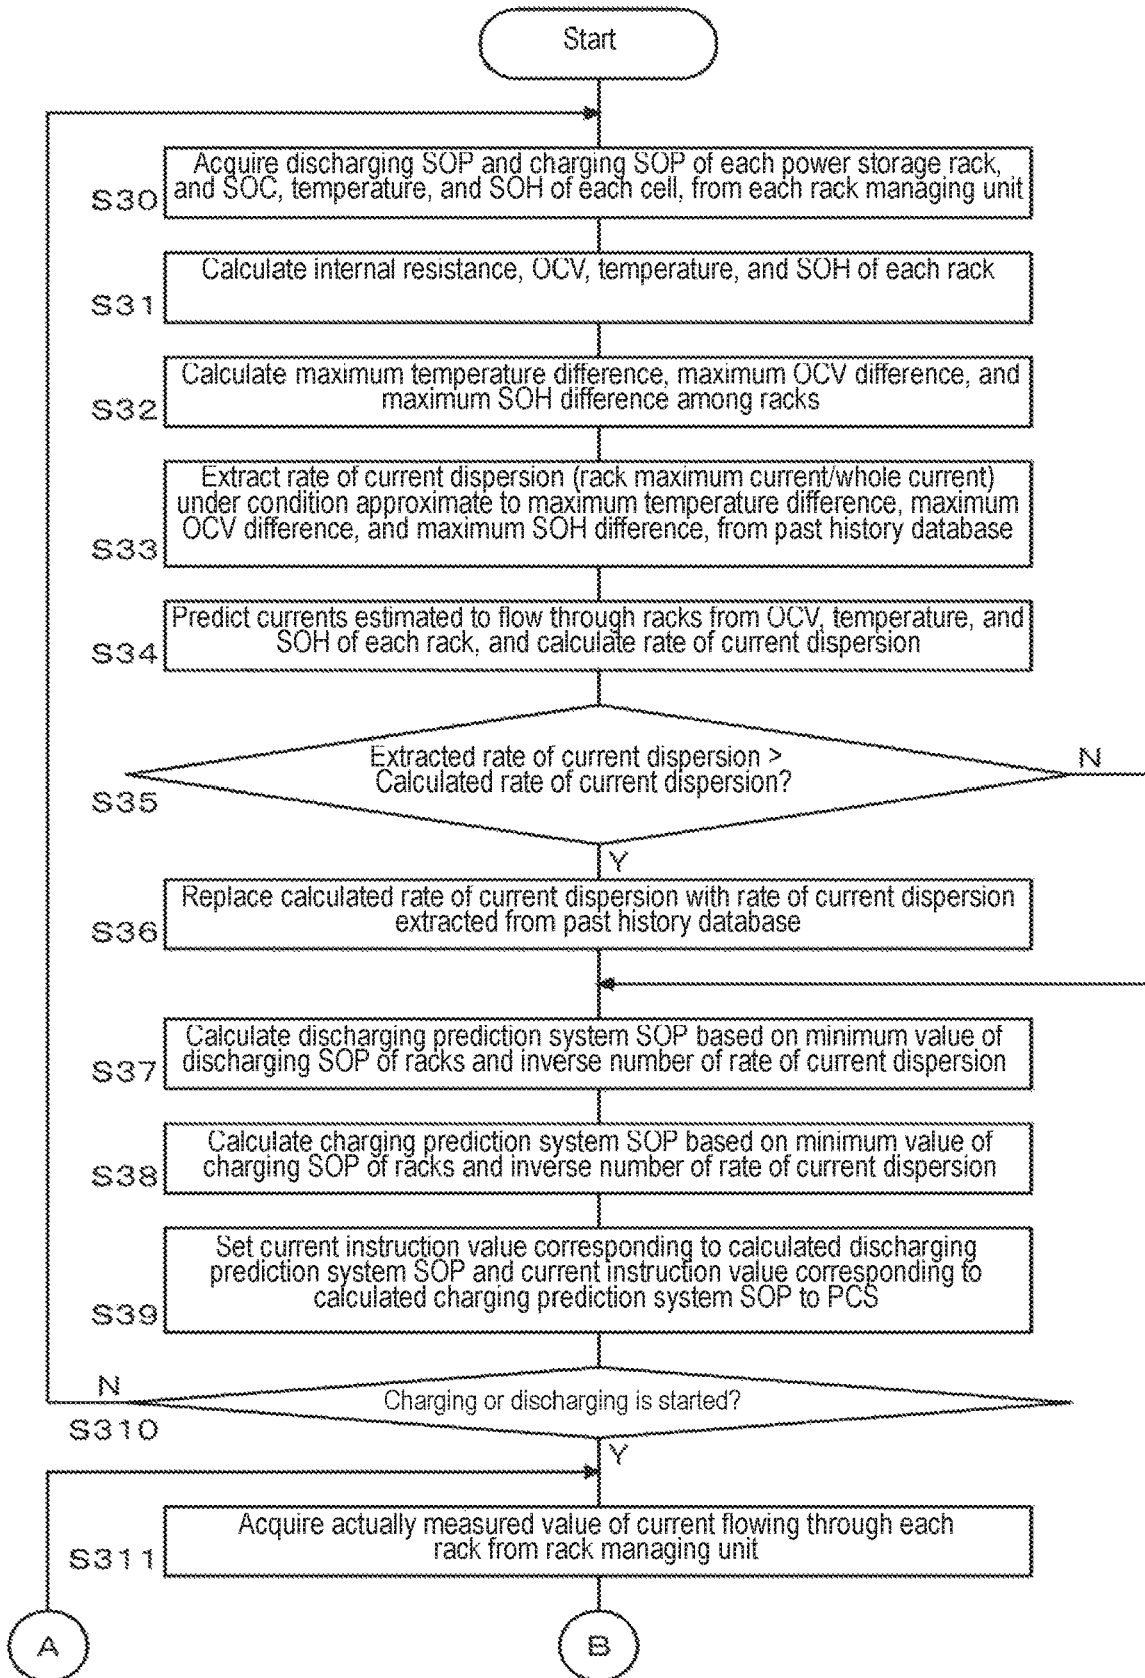 Start
Acquire discharging SOP and charging SOP of each power storage rack,
and SOC, temperature, and SOH of each cell, from each rack managing unit
S30
Calculate internal resistance, OCV, temperature, and SOH of each rack
S31
Calculate maximum temperature difference, maximum OCV difference, and
maximum SOH difference among racks
S32
Extract rate of current dispersion (rack maximum current/whole current)
under condition approximate to maximum temperature difference, maximum
OCV difference, and maximum SOH difference, from past history database
S33
Predict currents estimated to flow through racks from OCV, temperature, and
SOH of each rack, and calculate rate of current dispersion
S34
Extracted rate of current dispersion >
Calculated rate of current dispersion?
N
S35
Y
Replace calculated rate of current dispersion with rate of current dispersion
extracted from past history database
S36
Calculate discharging prediction system SOP based on minimum value of
discharging SOP of racks and inverse number of rate of current dispersion
S37
Calculate charging prediction system SOP based on minimum value of
charging SOP of racks and inverse number of rate of current dispersion
S38
Set current instruction value corresponding to calculated discharging
prediction system SOP and current instruction value corresponding to
calculated charging prediction system SOP to PCS
S39
N
Charging or discharging is started?
S310
Y
Acquire actually measured value of current flowing through each
rack from rack managing unit
S311
A
B